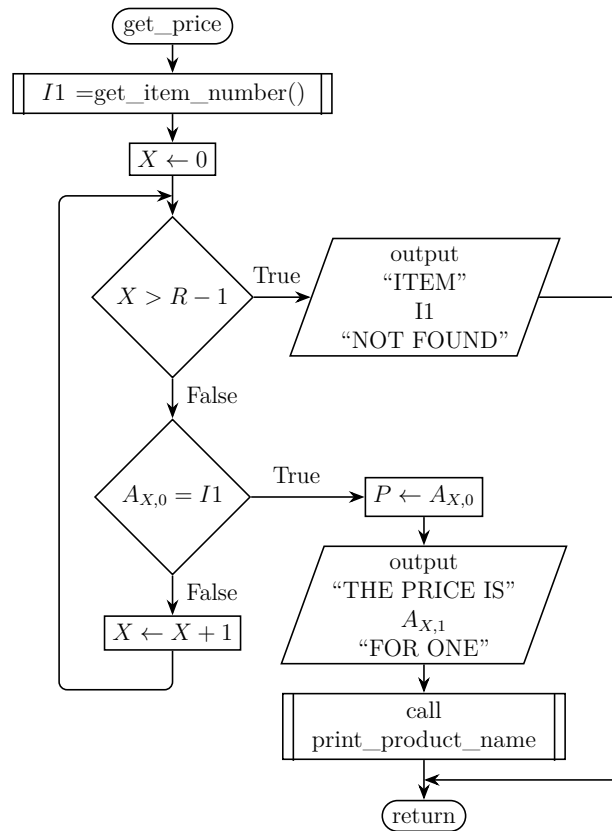 get_price
I1 =get_item_number()
X ← 0
X > R − 1
True
output
“ITEM”
I1
“NOT FOUND”
False
A_{X,0} = I1
True
P ← A_{X,0}
output
“THE PRICE IS”
A_{X,1}
“FOR ONE”
False
X ← X + 1
call
print_product_name
return